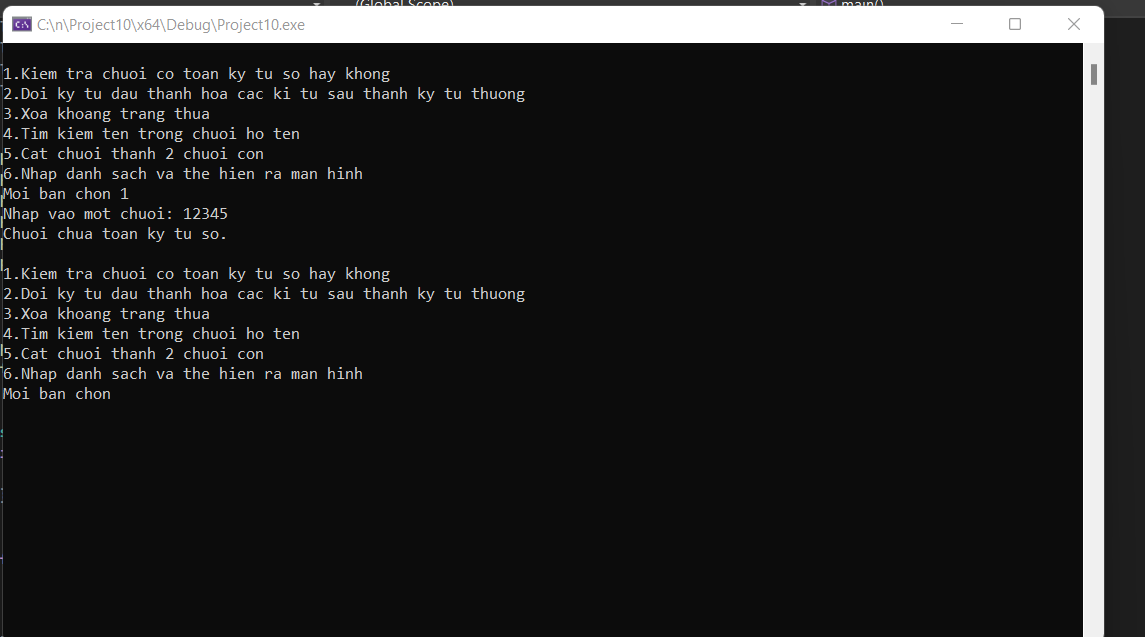 (Global Scope)
main()
C:\n\Project10\x64\Debug\Project10.exe
1.Kiem tra chuoi co toan ky tu so hay khong
2.Doi ky tu dau thanh hoa cac ki tu sau thanh ky tu thuong
3.Xoa khoang trang thua
4.Tim kiem ten trong chuoi ho ten
5.Cat chuoi thanh 2 chuoi con
6.Nhap danh sach va the hien ra man hinh
Moi ban chon 1
Nhap vao mot chuoi: 12345
Chuoi chua toan ky tu so.
1.Kiem tra chuoi co toan ky tu so hay khong
2.Doi ky tu dau thanh hoa cac ki tu sau thanh ky tu thuong
3.Xoa khoang trang thua
4.Tim kiem ten trong chuoi ho ten
5.Cat chuoi thanh 2 chuoi con
6.Nhap danh sach va the hien ra man hinh
Moi ban chon